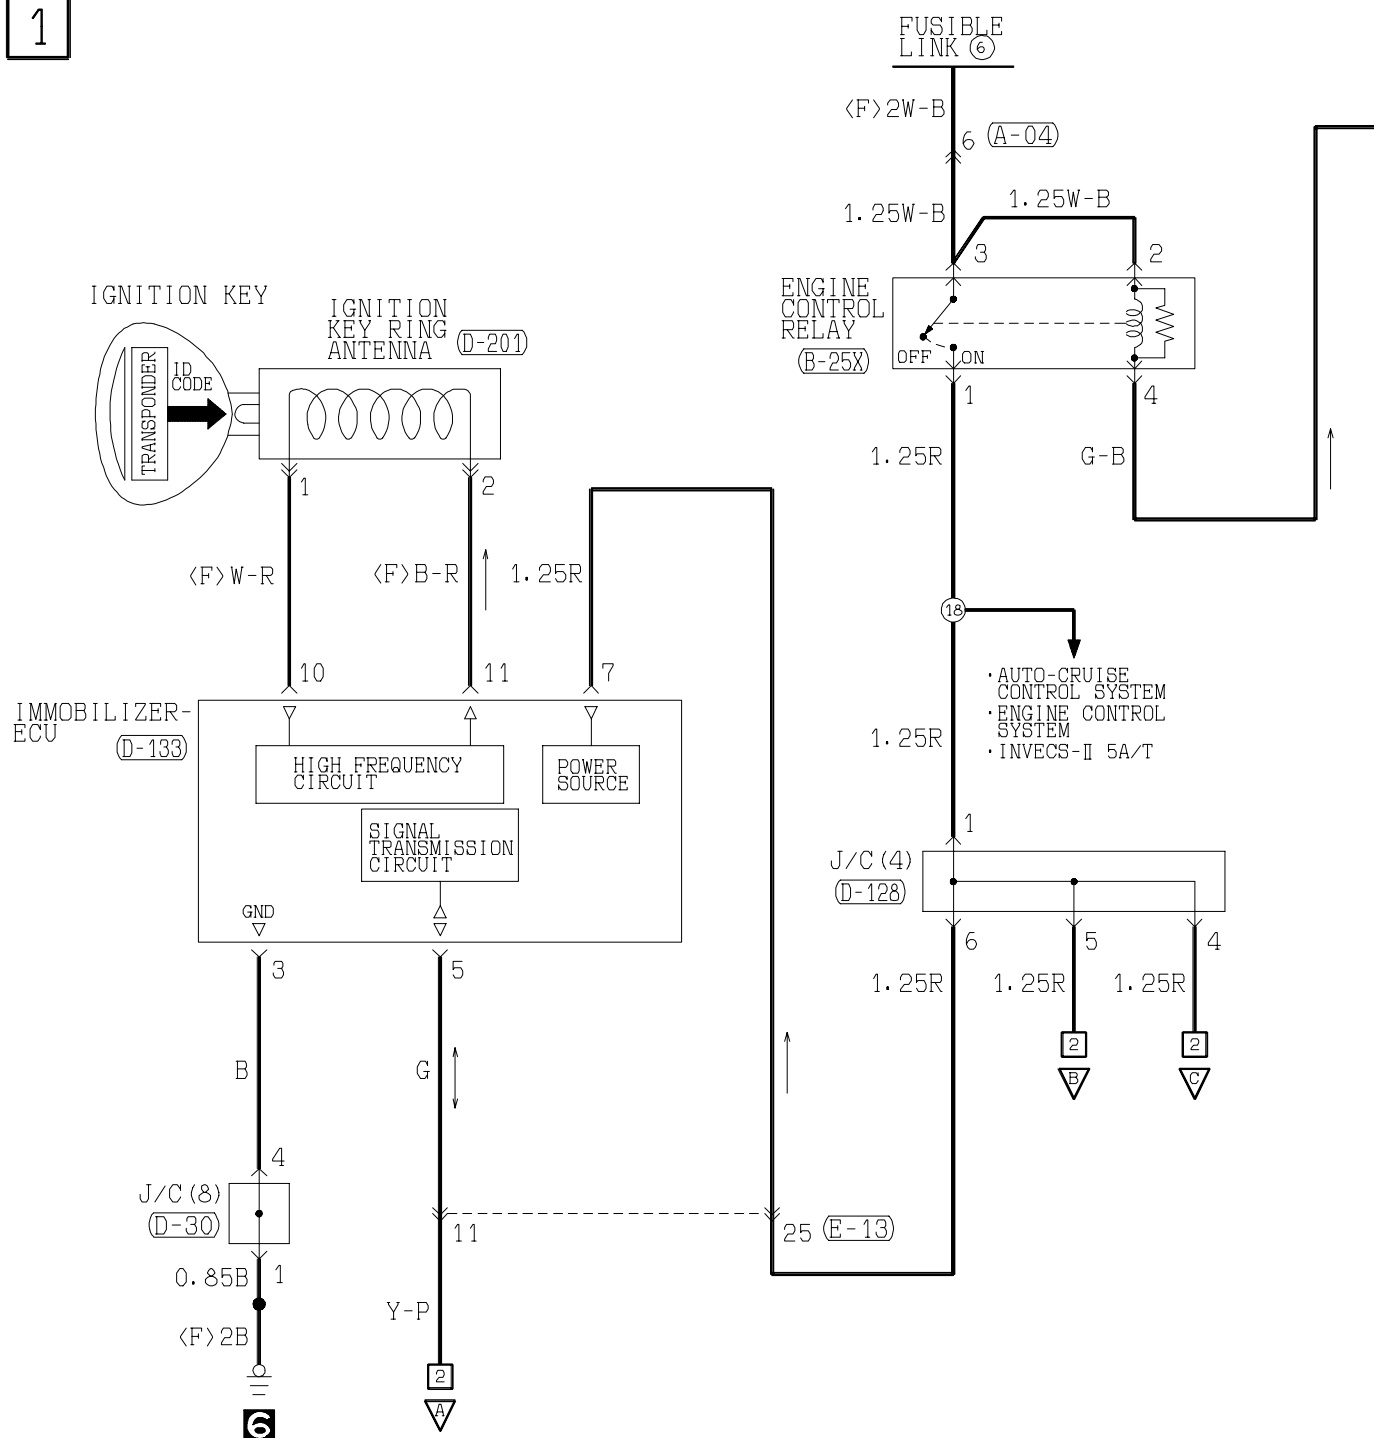 1
FUSIBLE
LINK 6
<F>2W-B
6 A-04
1.25W-B
1.25W-B
3
2
ENGINE
CONTROL
RELAY
B-25X
OFF ON
1
4
1.25R
G-B
IGNITION KEY
IGNITION
KEY RING
ANTENNA D-201
TRANSPONDER
ID
CODE
1
2
<F>W-R
<F>B-R
1.25R
10
11
7
18
·AUTO-CRUISE
CONTROL SYSTEM
·ENGINE CONTROL
SYSTEM
·INVECS-Ⅱ 5A/T
IMMOBILIZER-
ECU
D-133
HIGH FREQUENCY
CIRCUIT
POWER
SOURCE
SIGNAL
TRANSMISSION
CIRCUIT
GND
3
5
1.25R
1
J/C(4)
D-128
6
5
4
1.25R
1.25R
1.25R
2
B
2
C
B
G
4
J/C(8)
D-30
11
25 E-13
0.85B
1
Y-P
<F>2B
2
A
6